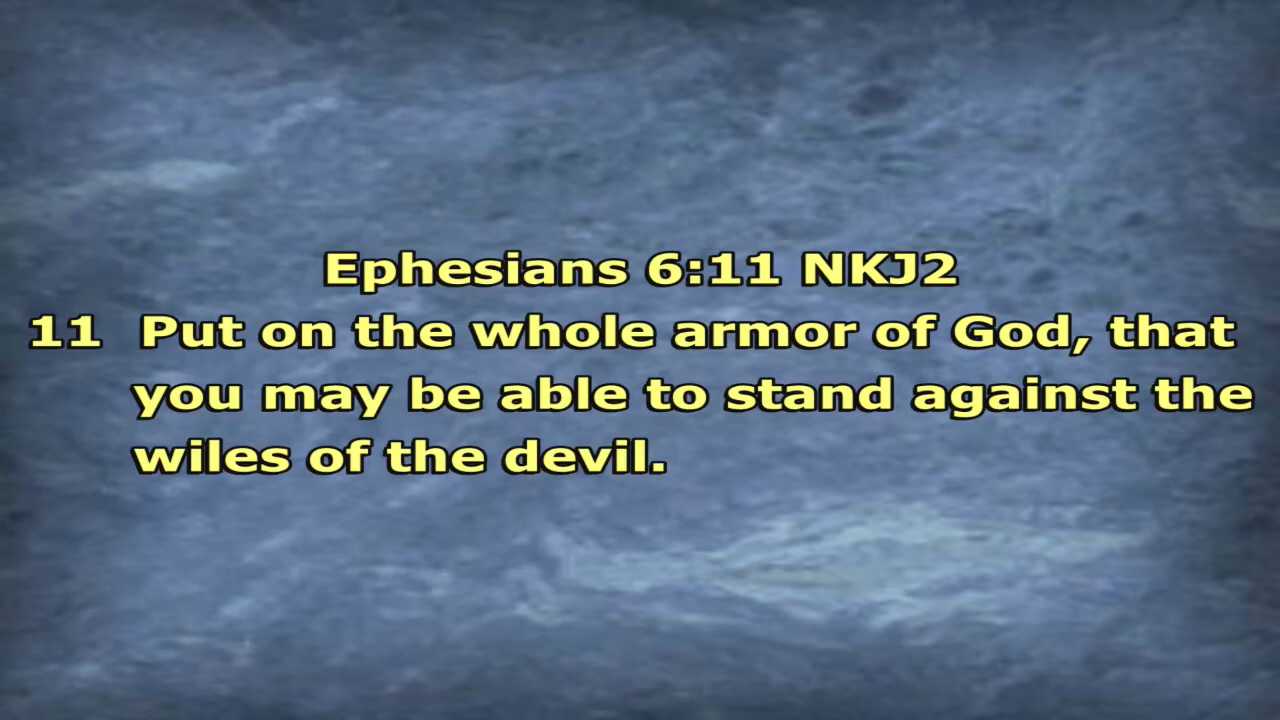 Ephesians 6:11 NKJ2
11 Put on the whole armor of God, that
you may be able to stand against the
wiles of the devil.